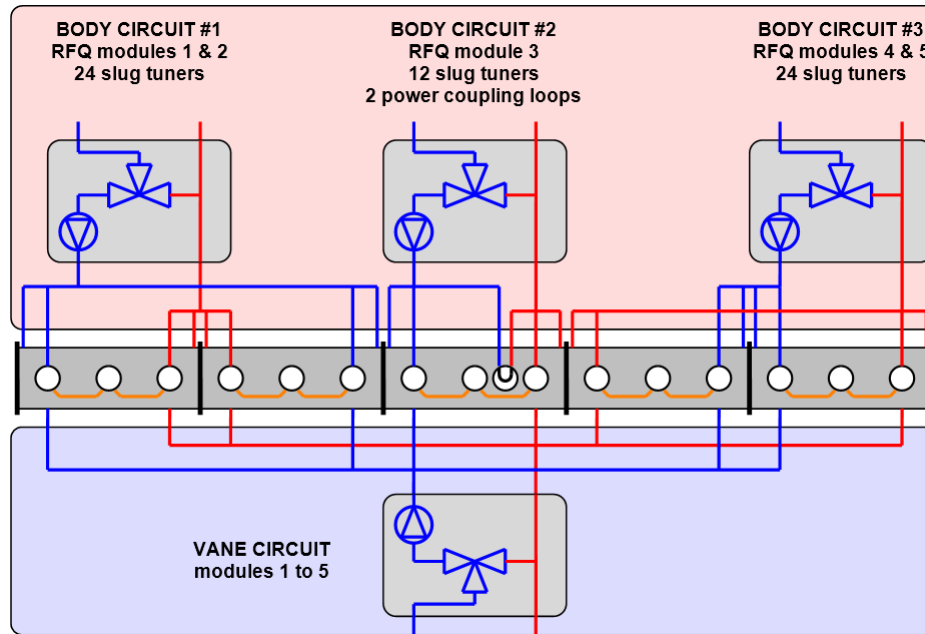 BODY CIRCUIT #1
RFQ modules 1 & 2
24 slug tuners
BODY CIRCUIT #2
RFQ module 3
12 slug tuners
2 power coupling loops
BODY CIRCUIT #3
RFQ modules 4 & 5
24 slug tuners
VANE CIRCUIT
modules 1 to 5